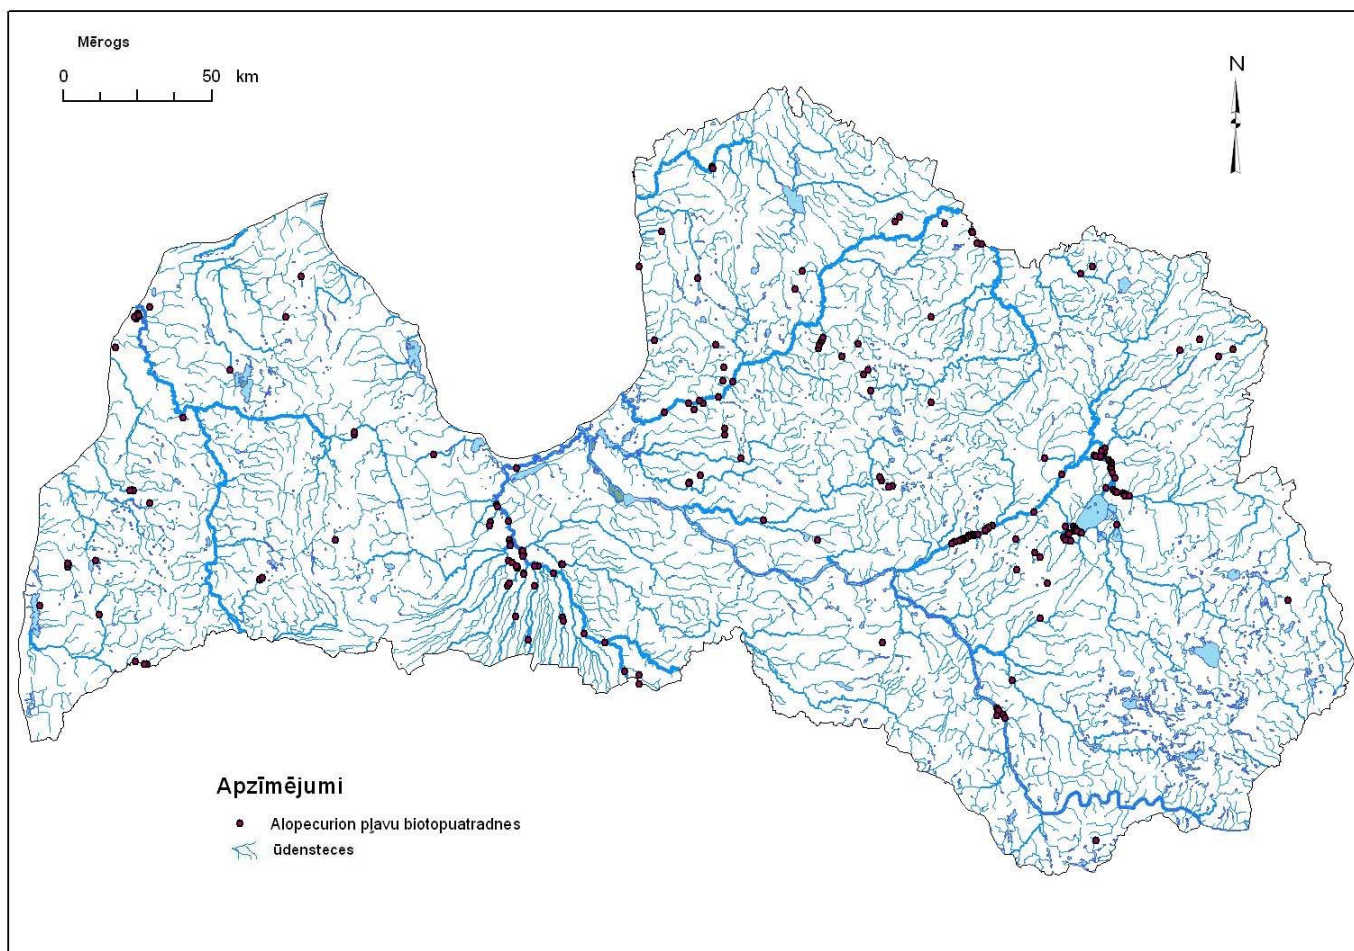 Mērogs
0 50 km
N
Apzīmējumi
Alopecurion pļavu biotopuatradnes
ūdensteces